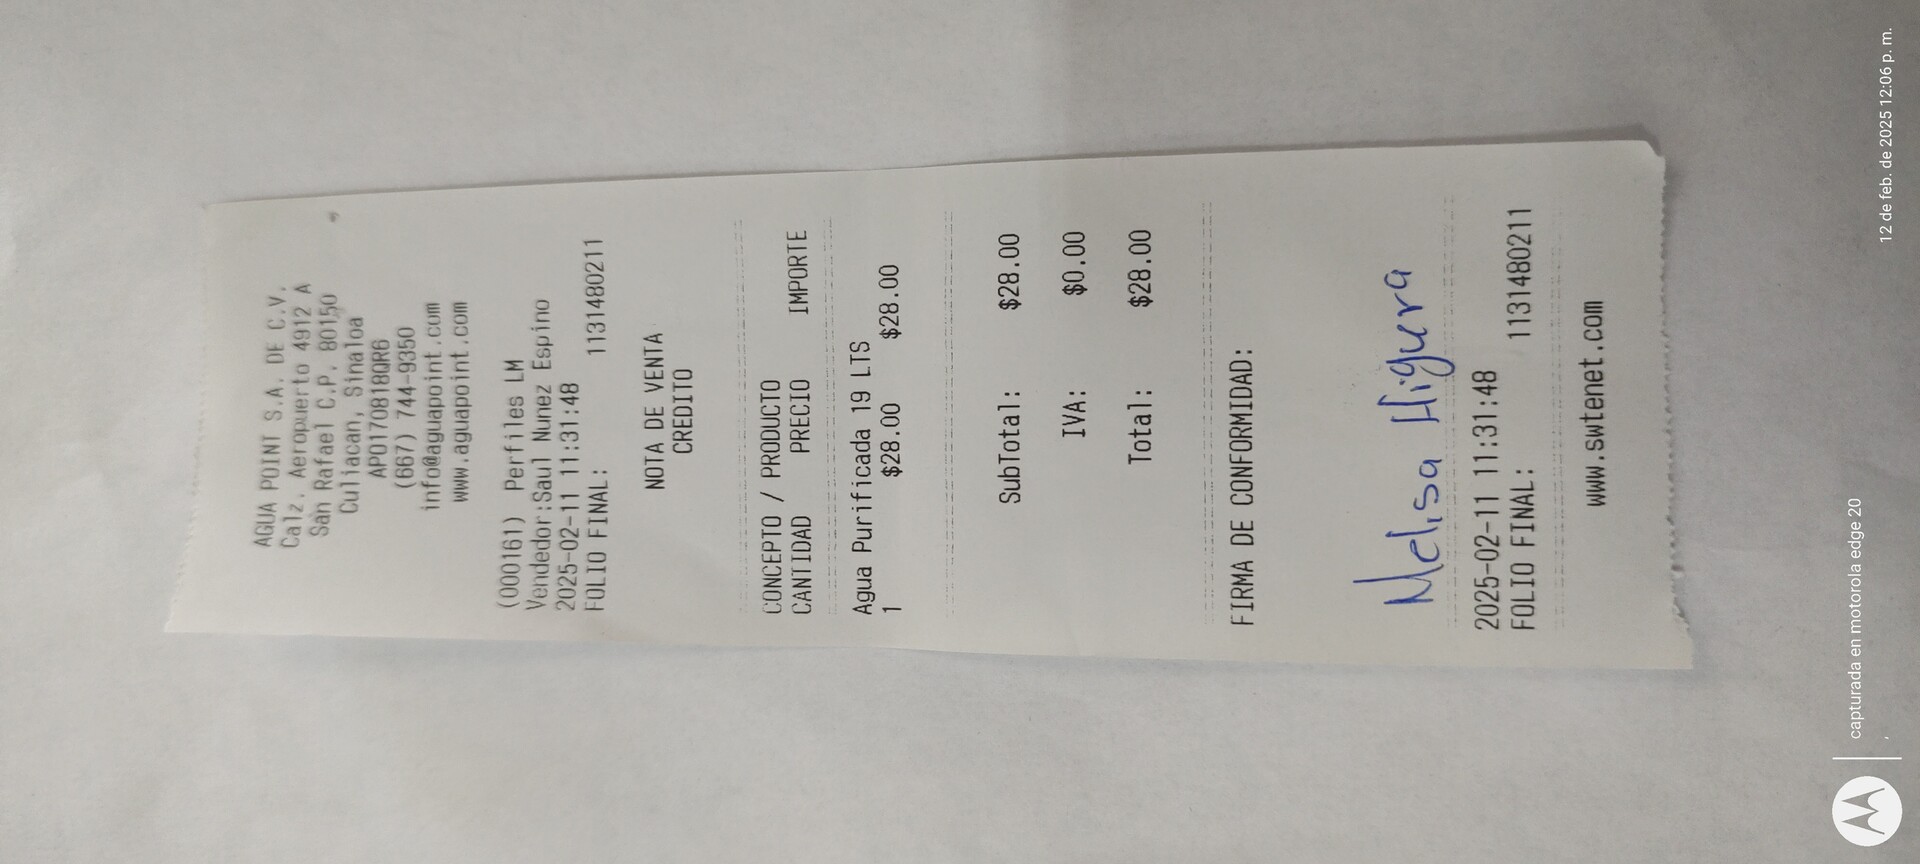 AGUA POINT S.A. DE C.V.
Calz. Aeropuerto 4912 A
San Rafael C.P. 80150
Culiacan, Sinaloa
APO170818QR6
(667) 744-9350
info@aguapoint.com
www.aguapoint.com
(000161) Perfiles LM
Vendedor:Saul Nunez Espino
2025-02-11 11:31:48
FOLIO FINAL: 1131480211
NOTA DE VENTA
CREDITO
CONCEPTO / PRODUCTO
CANTIDAD PRECIO IMPORTE
Agua Purificada 19 LTS
1 $28.00 $28.00
SubTotal: $28.00
IVA: $0.00
Total: $28.00
FIRMA DE CONFORMIDAD:
Melisa Higura
2025-02-11 11:31:48
FOLIO FINAL: 1131480211
www.swtenet.com
capturada en motorola edge 20
12 de feb. de 2025 12:06 p. m.